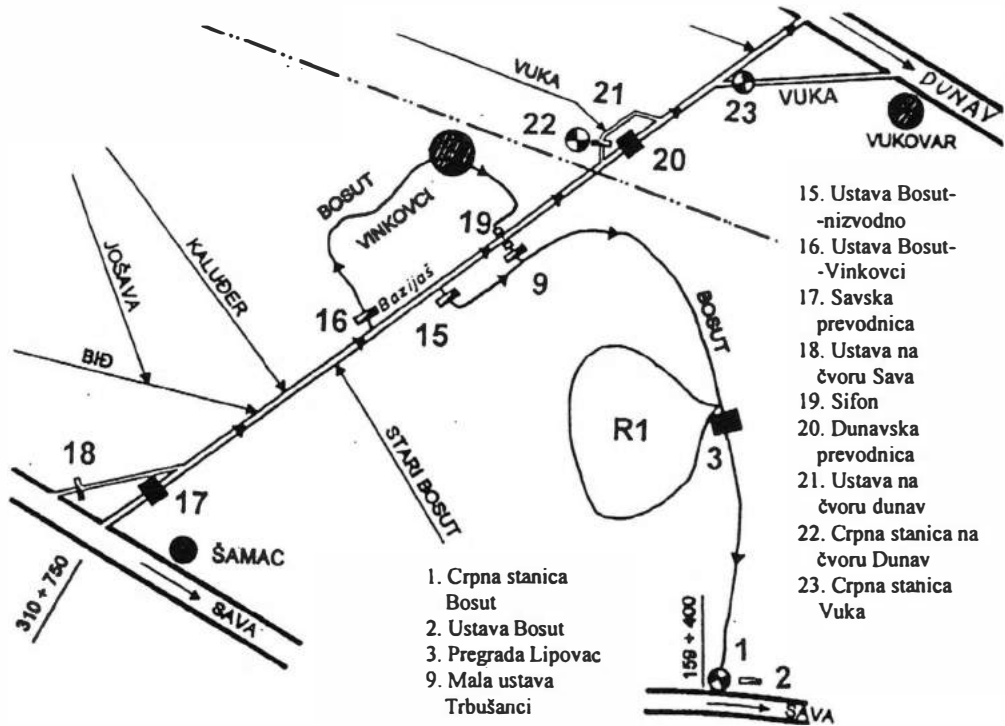 VUKA
21
22
20
23
VUKA
DUNAV
VUKOVAR
BOSUT
VINKOVCI
19
9
Bazijaš
16
15
JOŠAVA
KALUĐER
BIĐ
BOSUT
R1
3
18
17
STARI BOSUT
ŠAMAC
SAVA
310 + 750
159 + 400
1
2
SAVA
15. Ustava Bosut-
-nizvodno
16. Ustava Bosut-
-Vinkovci
17. Savska
prevodnica
18. Ustava na
čvoru Sava
19. Sifon
20. Dunavska
prevodnica
21. Ustava na
čvoru dunav
22. Crpna stanica na
čvoru Dunav
23. Crpna stanica
Vuka
1. Crpna stanica
Bosut
2. Ustava Bosut
3. Pregrada Lipovac
9. Mala ustava
Trbušanci